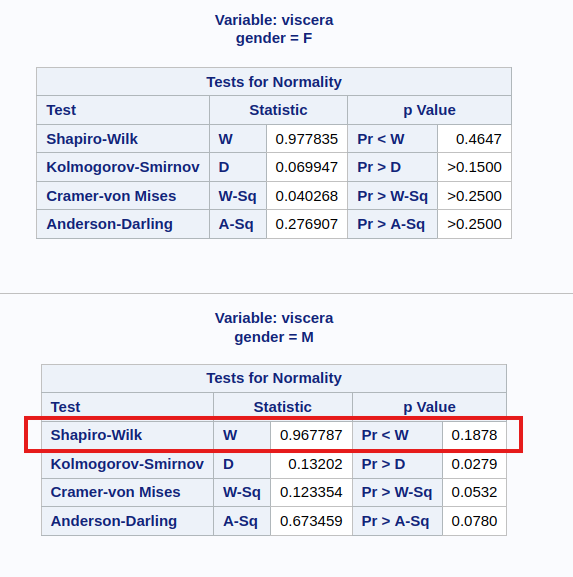 Variable: viscera
gender = F
Tests for Normality
Test Statistic p Value
Shapiro-Wilk W 0.977835 Pr < W 0.4647
Kolmogorov-Smirnov D 0.069947 Pr > D >0.1500
Cramer-von Mises W-Sq 0.040268 Pr > W-Sq >0.2500
Anderson-Darling A-Sq 0.276907 Pr > A-Sq >0.2500
Variable: viscera
gender = M
Tests for Normality
Test Statistic p Value
Shapiro-Wilk W 0.967787 Pr < W 0.1878
Kolmogorov-Smirnov D 0.13202 Pr > D 0.0279
Cramer-von Mises W-Sq 0.123354 Pr > W-Sq 0.0532
Anderson-Darling A-Sq 0.673459 Pr > A-Sq 0.0780